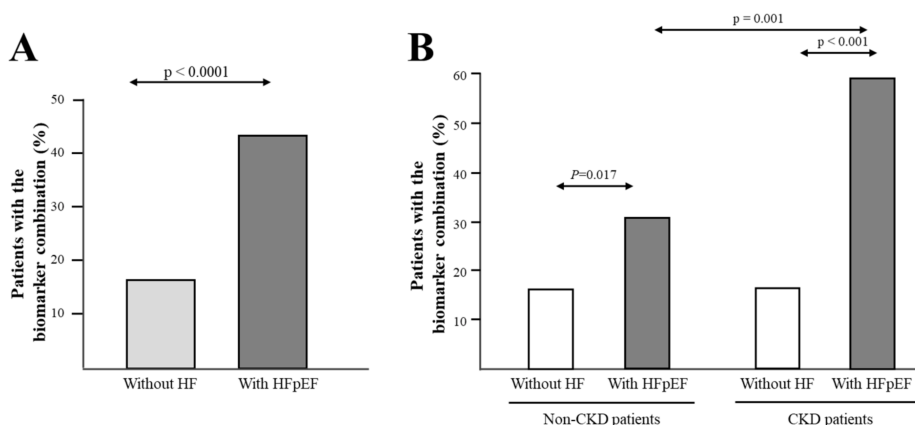 A
p < 0.0001
Patients with the
biomarker combination (%)
50
40
30
20
10
Without HF
With HFpEF
B
p = 0.001
p < 0.001
P=0.017
Patients with the
biomarker combination (%)
60
50
40
30
20
10
Without HF
With HFpEF
Without HF
With HFpEF
Non-CKD patients
CKD patients